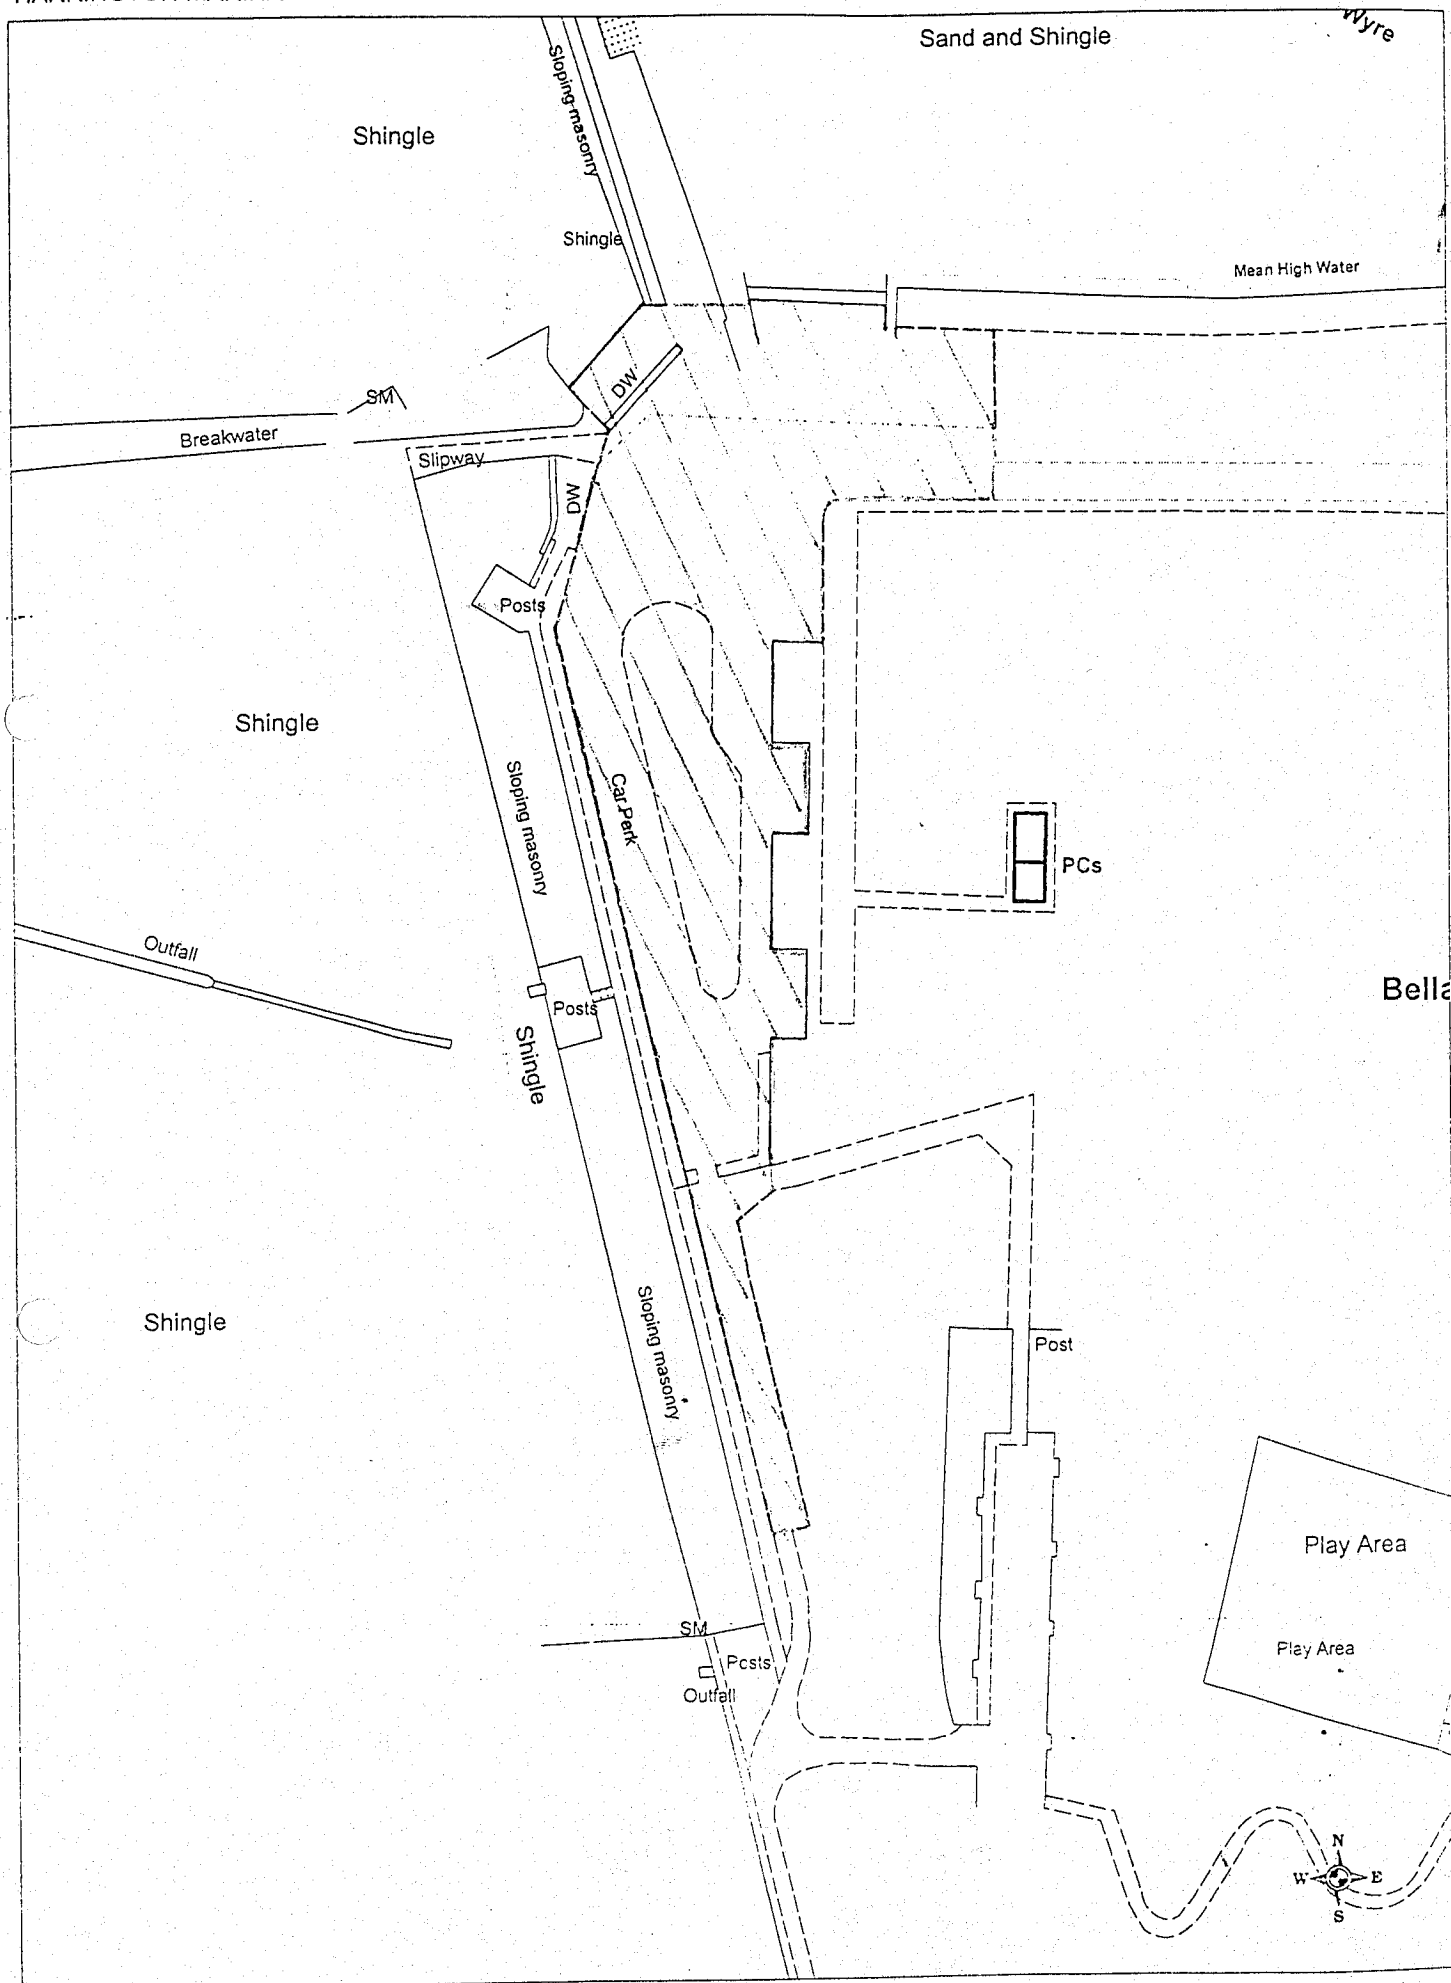 Wyre
Sand and Shingle
Sloping masonry
Shingle
Shingle
Mean High Water
DW
SM
Breakwater
Slipway
DW
Posts
Shingle
Sloping masonry
Car Park
PCs
Outfall
Bella
Posts
Shingle
Shingle
Sloping masonry
Post
Play Area
SM
Play Area
Posts
Outfall
N
W E
S